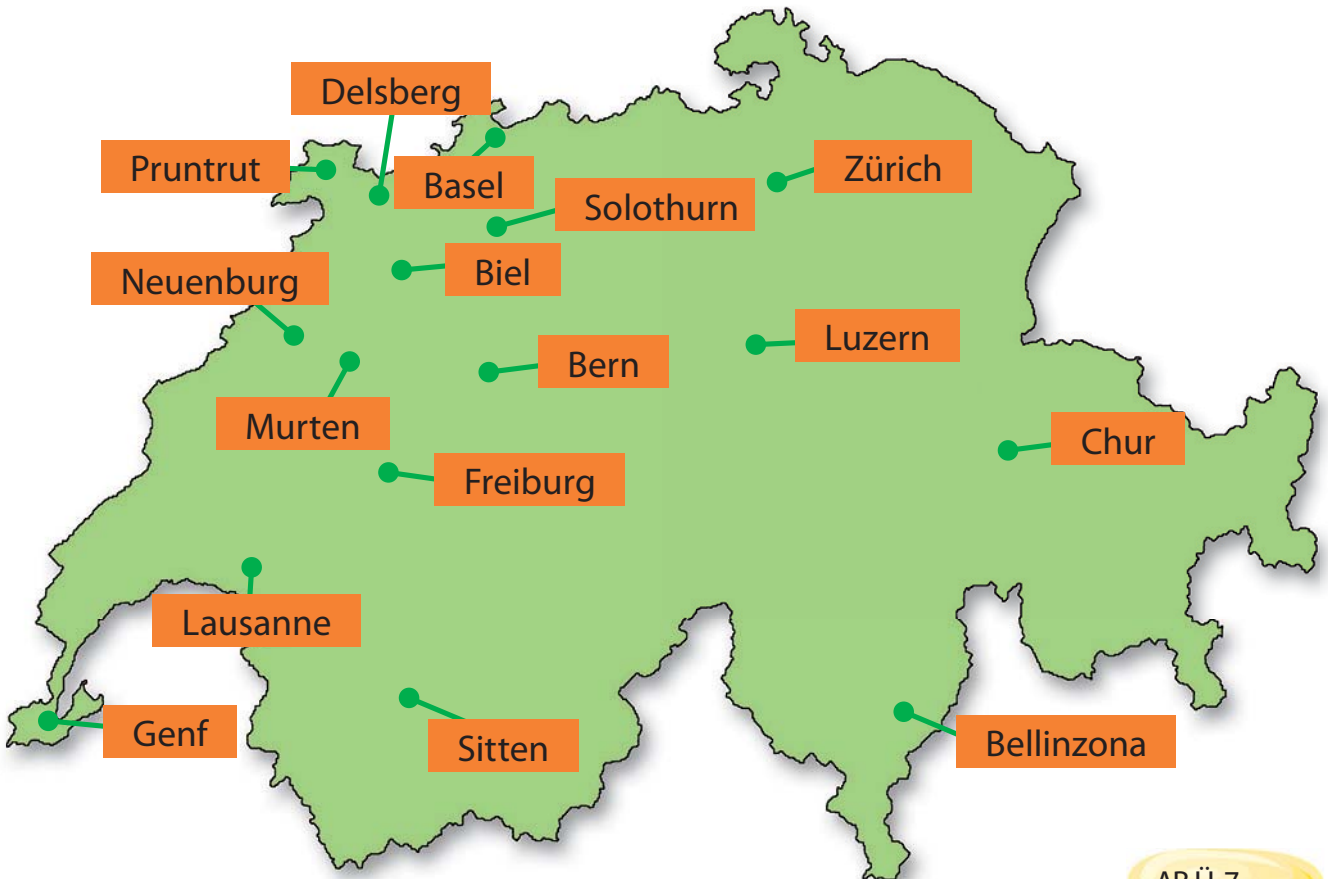 Delsberg
Pruntrut
Basel
Zürich
Solothurn
Biel
Neuenburg
Luzern
Bern
Murten
Chur
Freiburg
Lausanne
Genf
Sitten
Bellinzona